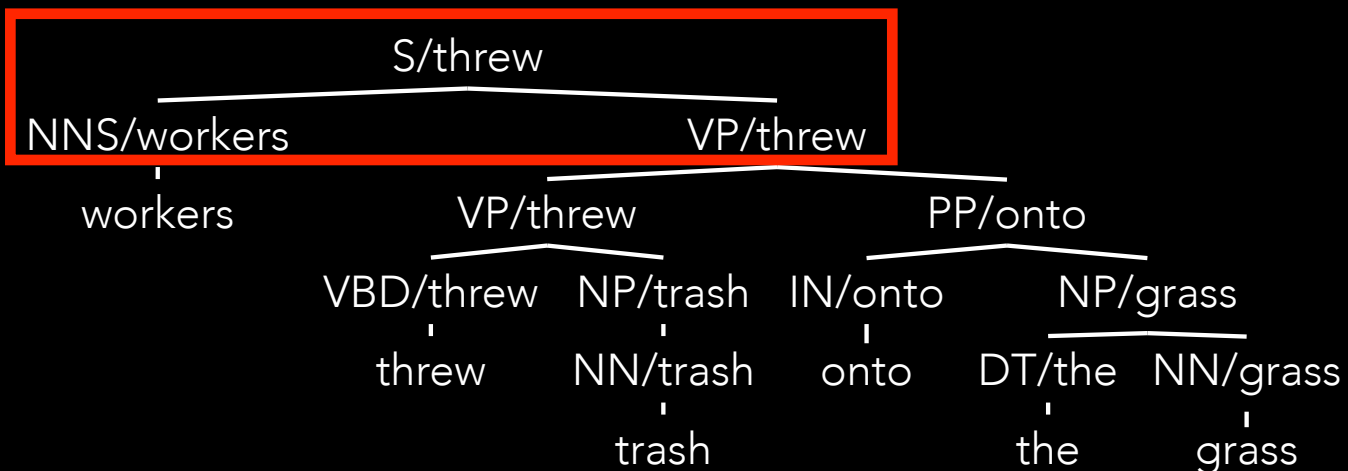 S/threw
NNS/workers VP/threw
workers VP/threw PP/onto
VBD/threw NP/trash IN/onto NP/grass
threw NN/trash onto DT/the NN/grass
trash the grass